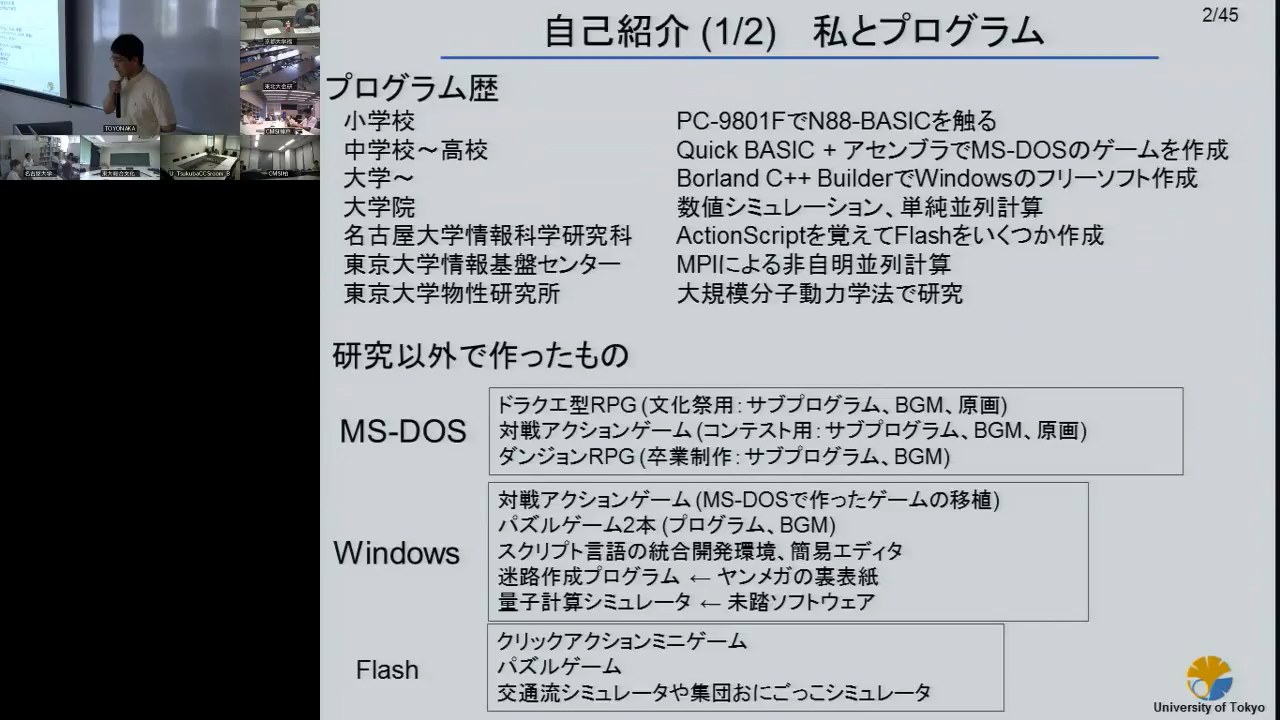 自己紹介 (1/2)　私とプログラム
2/45
プログラム歴
小学校 PC-9801FでN88-BASICを触る
中学校～高校 Quick BASIC + アセンブラでMS-DOSのゲームを作成
大学～ Borland C++ BuilderでWindowsのフリーソフト作成
大学院 数値シミュレーション、単純並列計算
名古屋大学情報科学研究科 ActionScriptを覚えてFlashをいくつか作成
東京大学情報基盤センター MPIによる非自明並列計算
東京大学物性研究所 大規模分子動力学法で研究
研究以外で作ったもの
MS-DOS
ドラクエ型RPG (文化祭用：サブプログラム、BGM、原画)
対戦アクションゲーム (コンテスト用：サブプログラム、BGM、原画)
ダンジョンRPG (卒業制作：サブプログラム、BGM)
Windows
対戦アクションゲーム (MS-DOSで作ったゲームの移植)
パズルゲーム2本 (プログラム、BGM)
スクリプト言語の統合開発環境、簡易エディタ
迷路作成プログラム ← ヤンメガの裏表紙
量子計算シミュレータ ← 未踏ソフトウェア
Flash
クリックアクションミニゲーム
パズルゲーム
交通流シミュレータや集団おにごっこシミュレータ
University of Tokyo
TOYONAKA
東北大金研
CMSI神戸
名古屋大学
東大総合文化
U_TsukubaCCSroom_B
CMSI柏